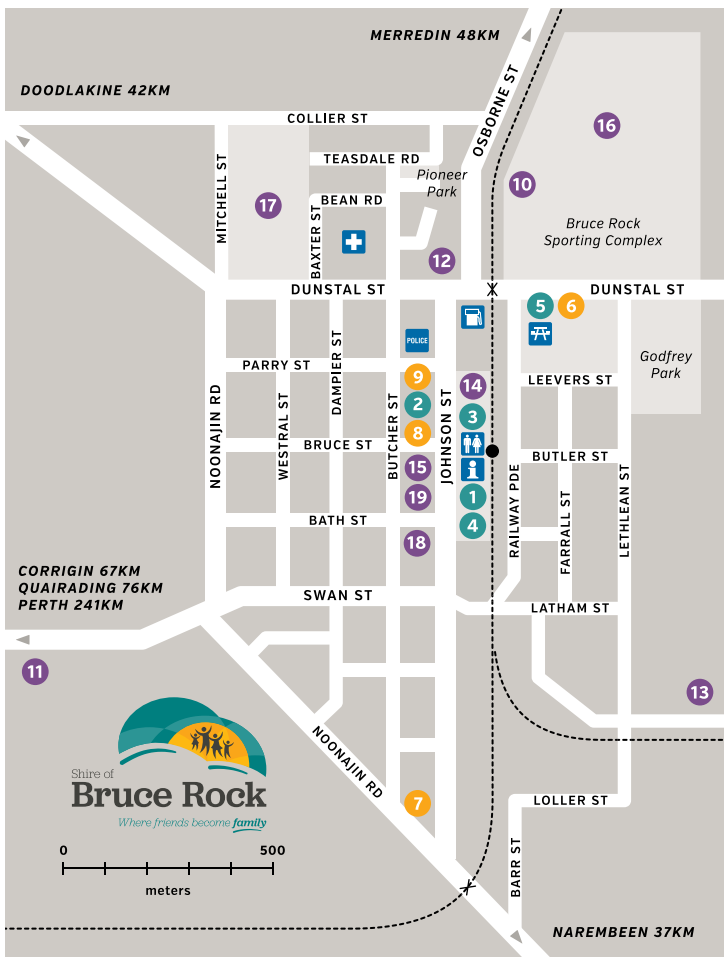 MERREDIN 48KM
DOODLAKINE 42KM
OSBORNE ST
COLLIER ST
16
TEASDALE RD
Pioneer
Park
MITCHELL ST
10
17
BEAN RD
BAXTER ST
Bruce Rock
Sporting Complex
12
DUNSTAL ST
DUNSTAL ST
5
6
POLICE
DAMPIER ST
PARRY ST
Godfrey
Park
9
14
LEEVERS ST
NOONAJIN RD
WESTRAL ST
BUTCHER ST
JOHNSON ST
2
3
8
BRUCE ST
BUTLER ST
15
i
19
1
RAILWAY PDE
FARRALL ST
LETHLEAN ST
BATH ST
4
18
CORRIGIN 67KM
QUAIRADING 76KM
PERTH 241KM
SWAN ST
LATHAM ST
11
13
NOONAJIN RD
Shire of
Bruce Rock
Where friends become family
7
LOLLER ST
0 500
meters
BARR ST
NAREMBEEN 37KM